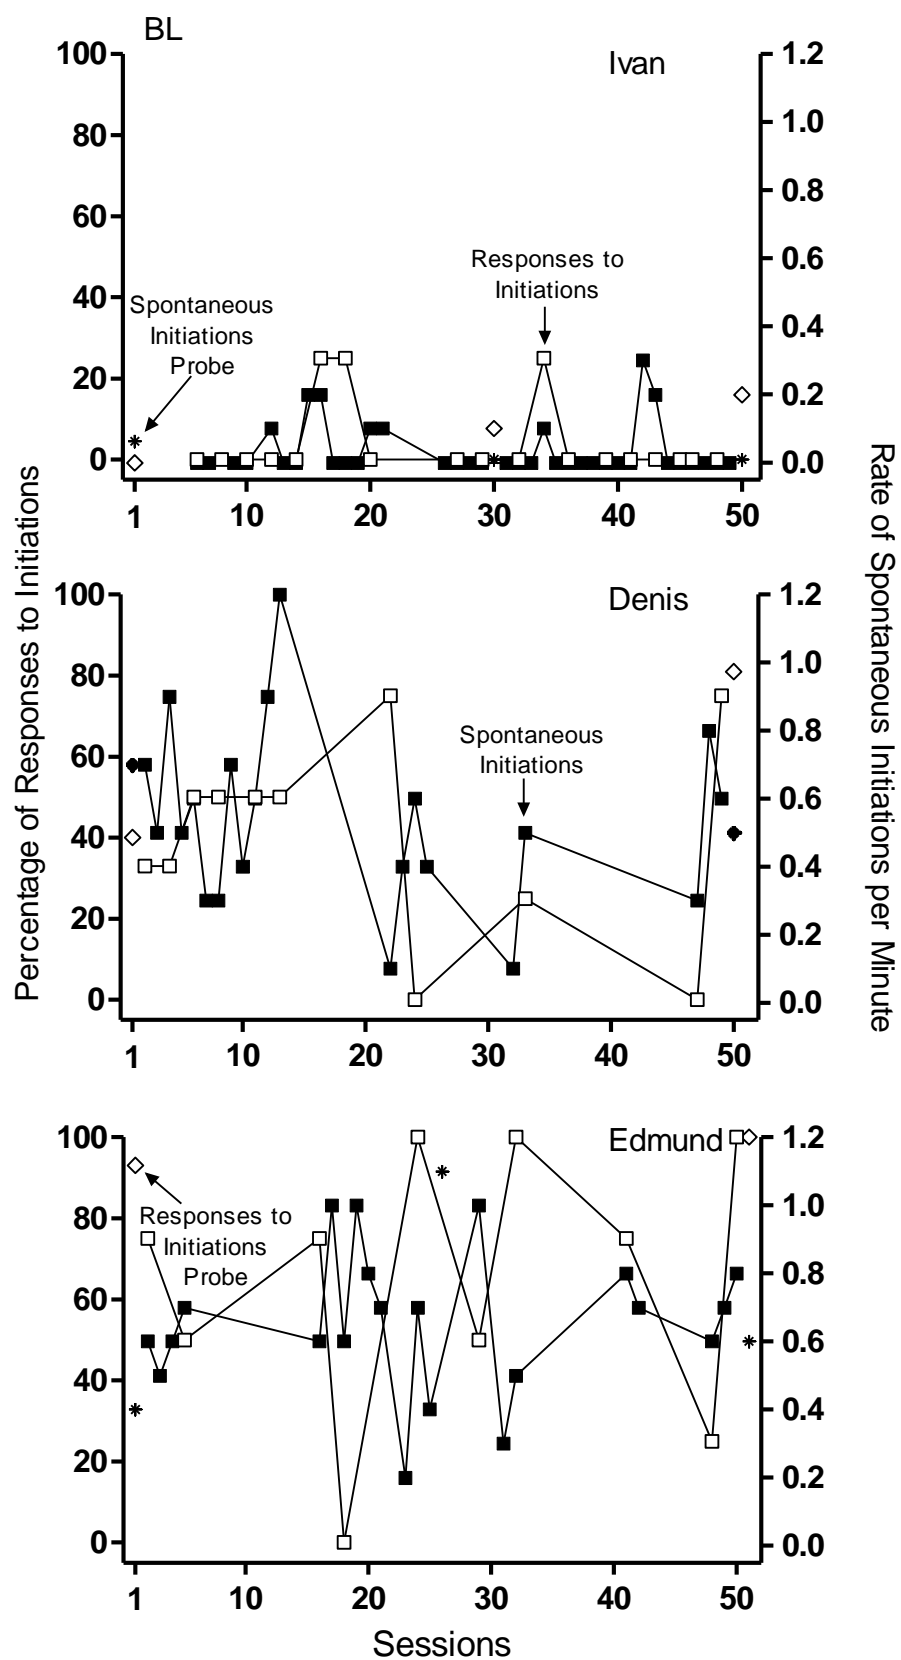 BL
Ivan
100
80
60
40
20
0
1.2
1.0
0.8
0.6
0.4
0.2
0.0
Responses to
Initiations
Spontaneous
Initiations
Probe
1 10 20 30 40 50
Percentage of Responses to Initiations
Rate of Spontaneous Initiations per Minute
Denis
100
80
60
40
20
0
1.2
1.0
0.8
0.6
0.4
0.2
0.0
Spontaneous
Initiations
1 10 20 30 40 50
Edmund
100
80
60
40
20
0
1.2
1.0
0.8
0.6
0.4
0.2
0.0
Responses to
Initiations
Probe
1 10 20 30 40 50
Sessions